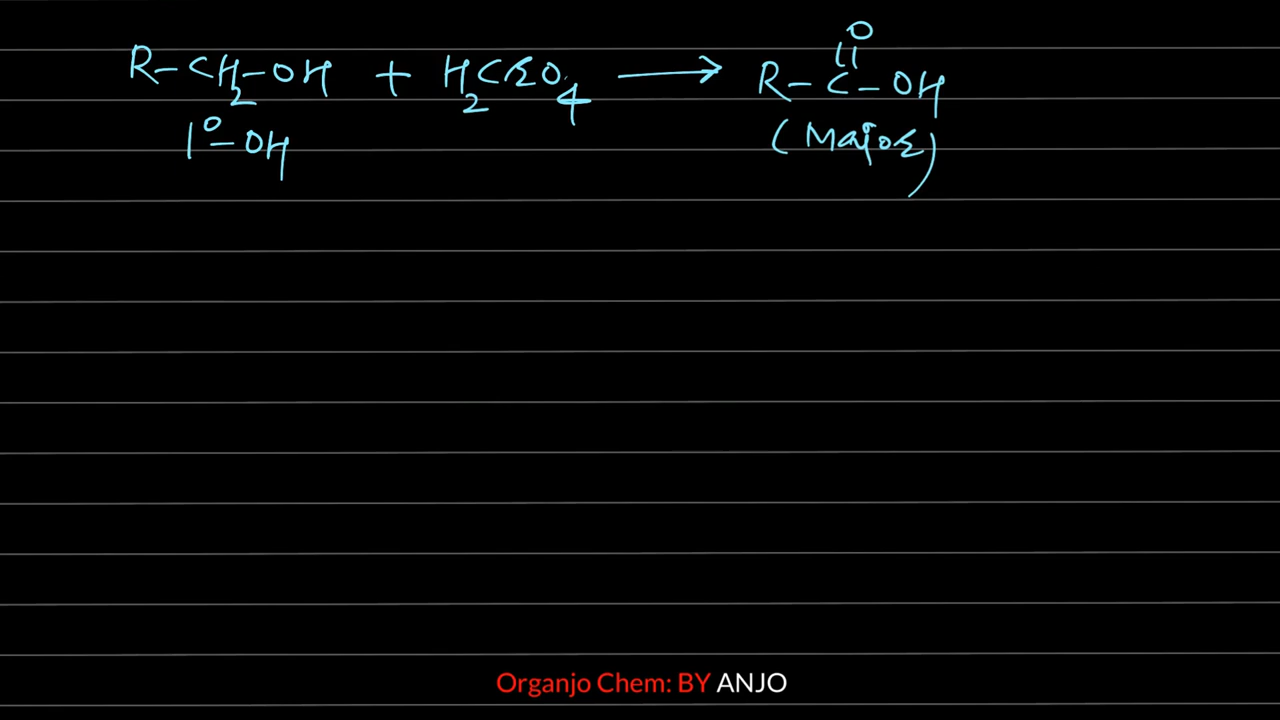 O
||
R-CH2-OH + H2CrO4 ⟶ R-C-OH
1°-OH (Major)
Organjo Chem: BY ANJO